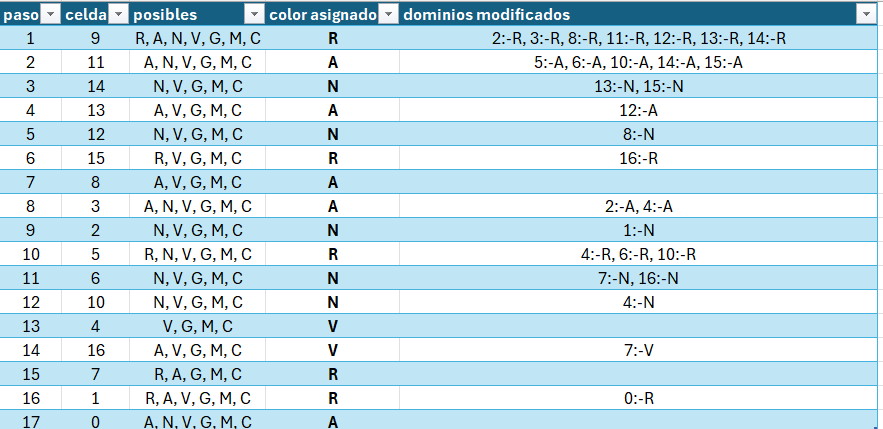 paso celda posibles color asignado dominios modificados
1 9 R, A, N, V, G, M, C R 2:-R, 3:-R, 8:-R, 11:-R, 12:-R, 13:-R, 14:-R
2 11 A, N, V, G, M, C A 5:-A, 6:-A, 10:-A, 14:-A, 15:-A
3 14 N, V, G, M, C N 13:-N, 15:-N
4 13 A, V, G, M, C A 12:-A
5 12 N, V, G, M, C N 8:-N
6 15 R, V, G, M, C R 16:-R
7 8 A, V, G, M, C A
8 3 A, N, V, G, M, C A 2:-A, 4:-A
9 2 N, V, G, M, C N 1:-N
10 5 R, N, V, G, M, C R 4:-R, 6:-R, 10:-R
11 6 N, V, G, M, C N 7:-N, 16:-N
12 10 N, V, G, M, C N 4:-N
13 4 V, G, M, C V
14 16 A, V, G, M, C V 7:-V
15 7 R, A, G, M, C R
16 1 R, A, V, G, M, C R 0:-R
17 0 A, N, V, G, M, C A